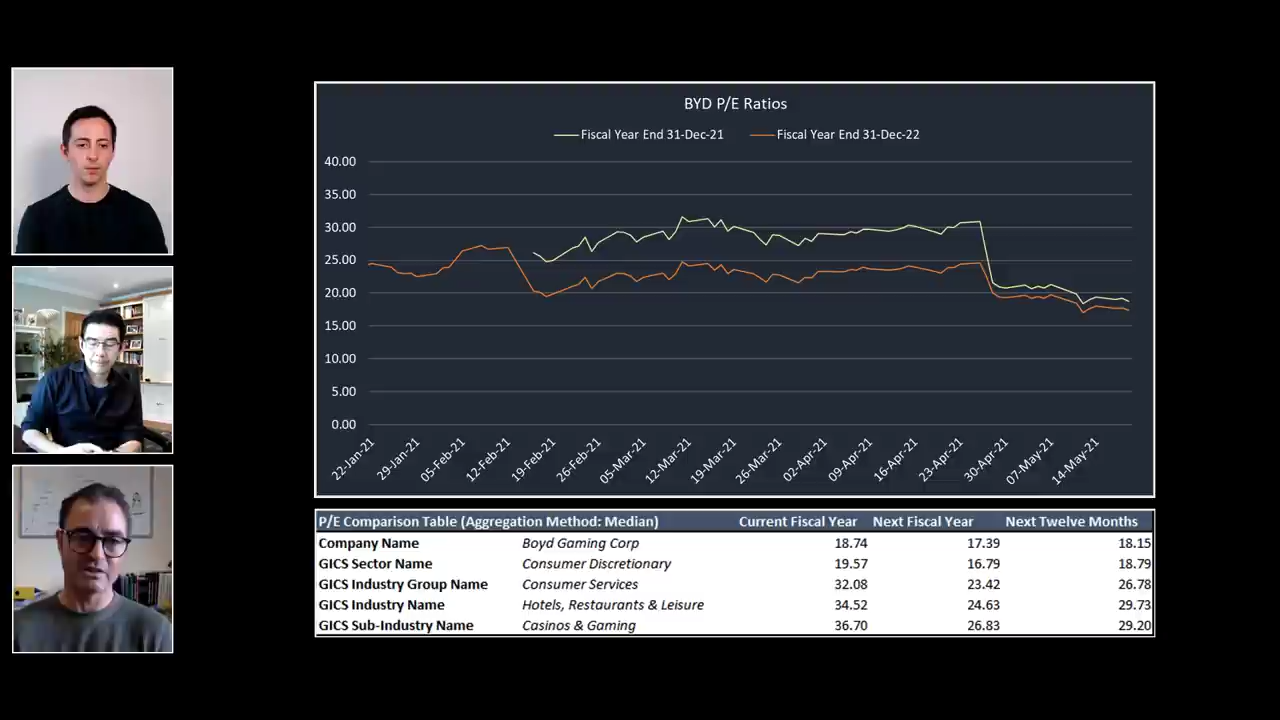 BYD P/E Ratios
Fiscal Year End 31-Dec-21 Fiscal Year End 31-Dec-22
40.00
35.00
30.00
25.00
20.00
15.00
10.00
5.00
0.00
22-Jan-21 29-Jan-21 05-Feb-21 12-Feb-21 19-Feb-21 26-Feb-21 05-Mar-21 12-Mar-21 19-Mar-21 26-Mar-21 02-Apr-21 09-Apr-21 16-Apr-21 23-Apr-21 30-Apr-21 07-May-21 14-May-21
P/E Comparison Table (Aggregation Method: Median) Current Fiscal Year Next Fiscal Year Next Twelve Months
Company Name Boyd Gaming Corp 18.74 17.39 18.15
GICS Sector Name Consumer Discretionary 19.57 16.79 18.79
GICS Industry Group Name Consumer Services 32.08 23.42 26.78
GICS Industry Name Hotels, Restaurants & Leisure 34.52 24.63 29.73
GICS Sub-Industry Name Casinos & Gaming 36.70 26.83 29.20